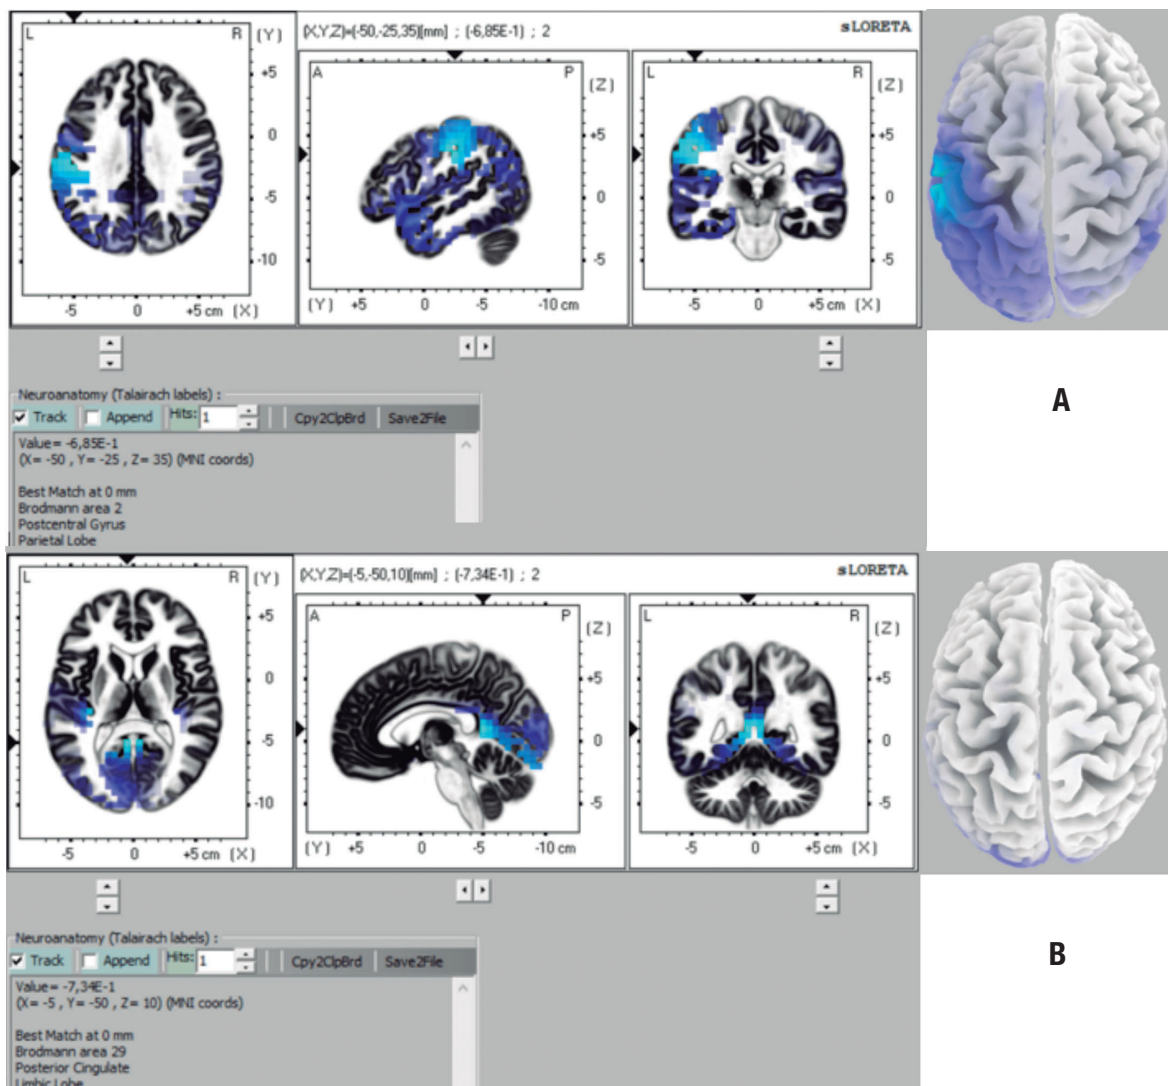 L R (Y)
(X,Y,Z)=(-50,-25,35)[mm] ; (-6,85E-1) ; 2
sLORETA
A P (Z)
L R (Z)
+5
0
-5
-10
-5 0 +5 cm (X)
+5
0
-5
(Y) +5 0 -5 -10 cm
+5
0
-5
-5 0 +5 cm (X)
Neuroanatomy (Talairach labels) :
Track Append Hits: 1 Cpy2ClpBrd Save2File
Value= -6,85E-1
(X= -50 , Y= -25 , Z= 35) (MNI coords)
Best Match at 0 mm
Brodmann area 2
Postcentral Gyrus
Parietal Lobe
A
L R (Y)
(X,Y,Z)=(-5,-50,10)[mm] ; (-7,34E-1) ; 2
sLORETA
A P (Z)
L R (Z)
+5
0
-5
-10
-5 0 +5 cm (X)
+5
0
-5
(Y) +5 0 -5 -10 cm
+5
0
-5
-5 0 +5 cm (X)
Neuroanatomy (Talairach labels) :
Track Append Hits: 1 Cpy2ClpBrd Save2File
Value= -7,34E-1
(X= -5 , Y= -50 , Z= 10) (MNI coords)
Best Match at 0 mm
Brodmann area 29
Posterior Cingulate
Limbic Lobe
B